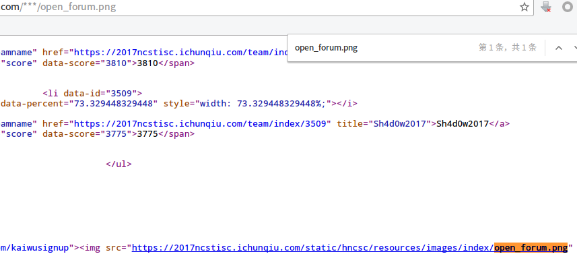 com/***/open_forum.png
open_forum.png 第 1 条，共 1 条
amname" href="https://2017ncstisc.ichunqiu.com/team/inde
"score" data-score="3810">3810</span>
<li data-id="3509">
data-percent="73.329448329448" style="width: 73.329448329448%;"></i>
amname" href="https://2017ncstisc.ichunqiu.com/team/index/3509" title="Sh4d0w2017">Sh4d0w2017</a>
"score" data-score="3775">3775</span>
</ul>
m/kaiwusignup"><img src="https://2017ncstisc.ichunqiu.com/static/hncsc/resources/images/index/open_forum.png"